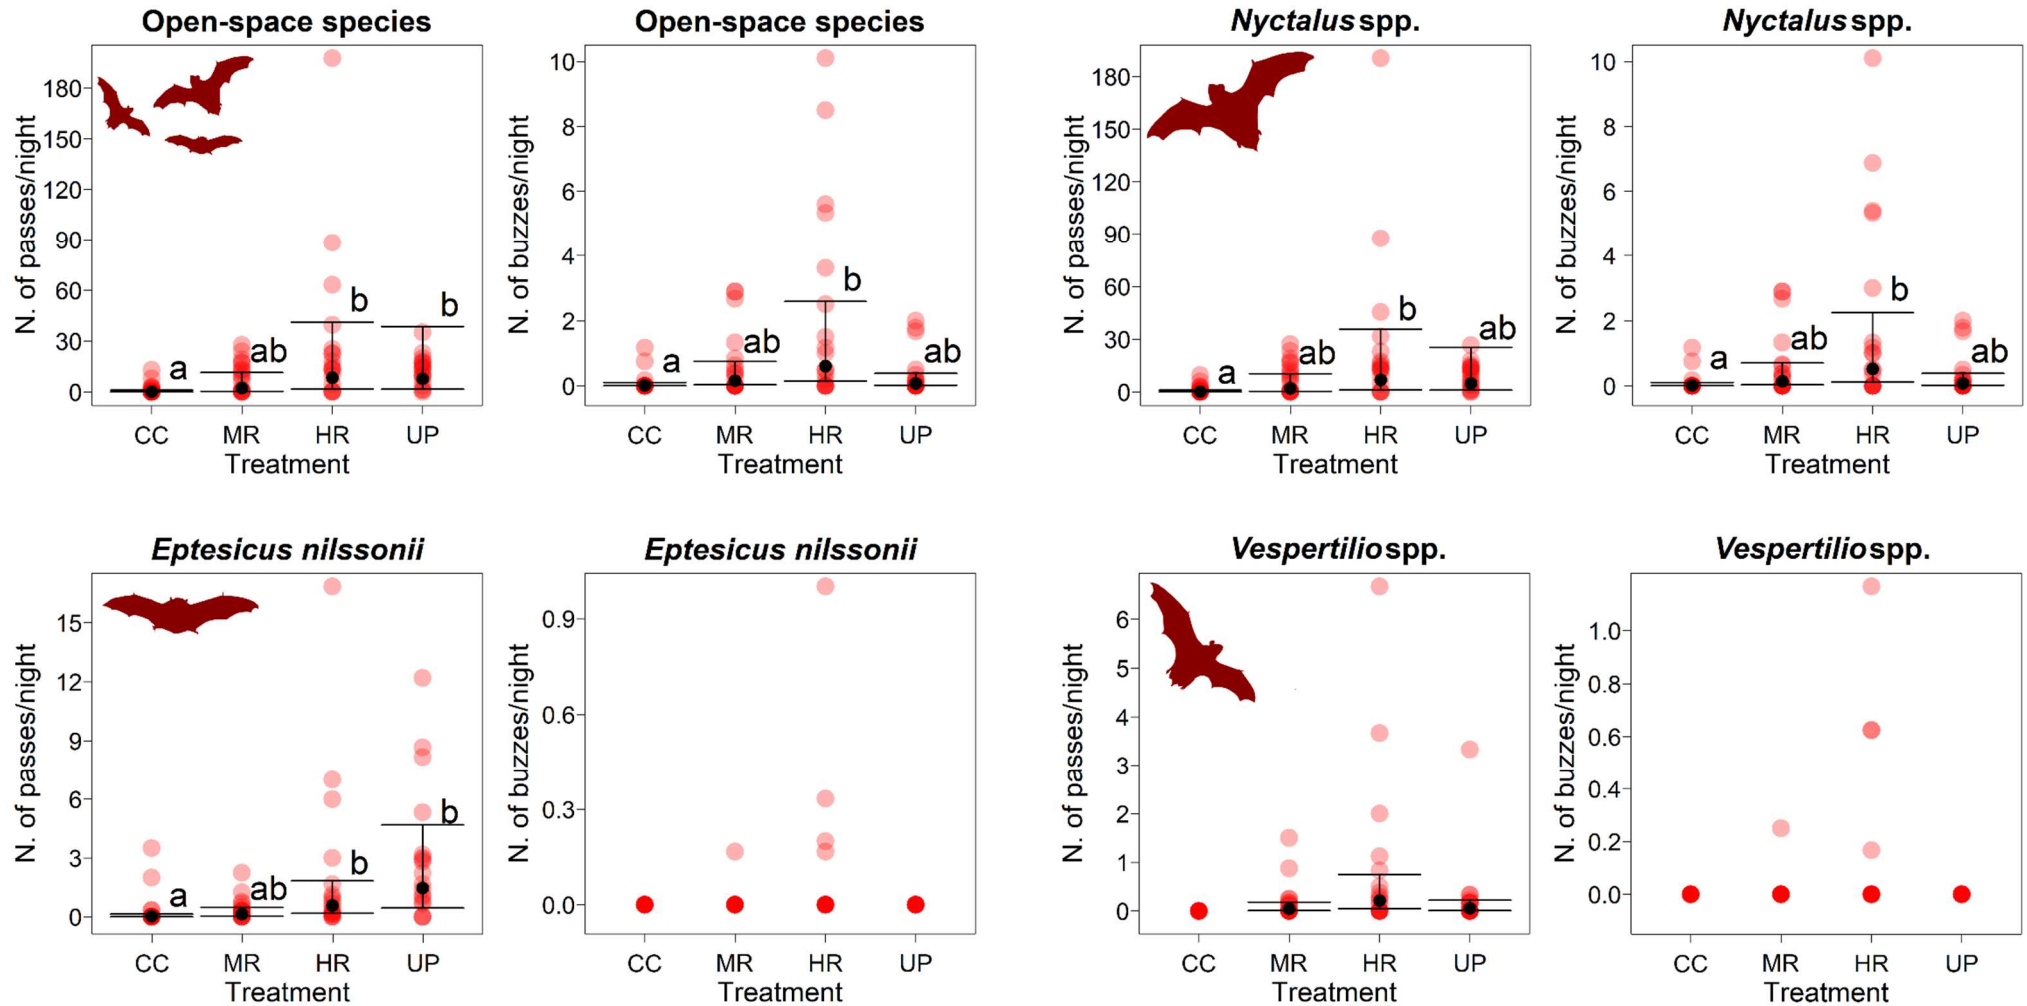 Open-space species
N. of passes/night
180
150
120
90
60
30
0
a
ab
b
b
CC MR HR UP
Treatment
Open-space species
N. of buzzes/night
10
8
6
4
2
0
a
ab
b
ab
CC MR HR UP
Treatment
Nyctalus spp.
N. of passes/night
180
150
120
90
60
30
0
a
ab
b
ab
CC MR HR UP
Treatment
Nyctalus spp.
N. of buzzes/night
10
8
6
4
2
0
a
ab
b
ab
CC MR HR UP
Treatment
Eptesicus nilssonii
N. of passes/night
15
12
9
6
3
0
a
ab
b
b
CC MR HR UP
Treatment
Eptesicus nilssonii
N. of buzzes/night
0.9
0.6
0.3
0.0
CC MR HR UP
Treatment
Vespertilio spp.
N. of passes/night
6
5
4
3
2
1
0
CC MR HR UP
Treatment
Vespertilio spp.
N. of buzzes/night
1.0
0.8
0.6
0.4
0.2
0.0
CC MR HR UP
Treatment